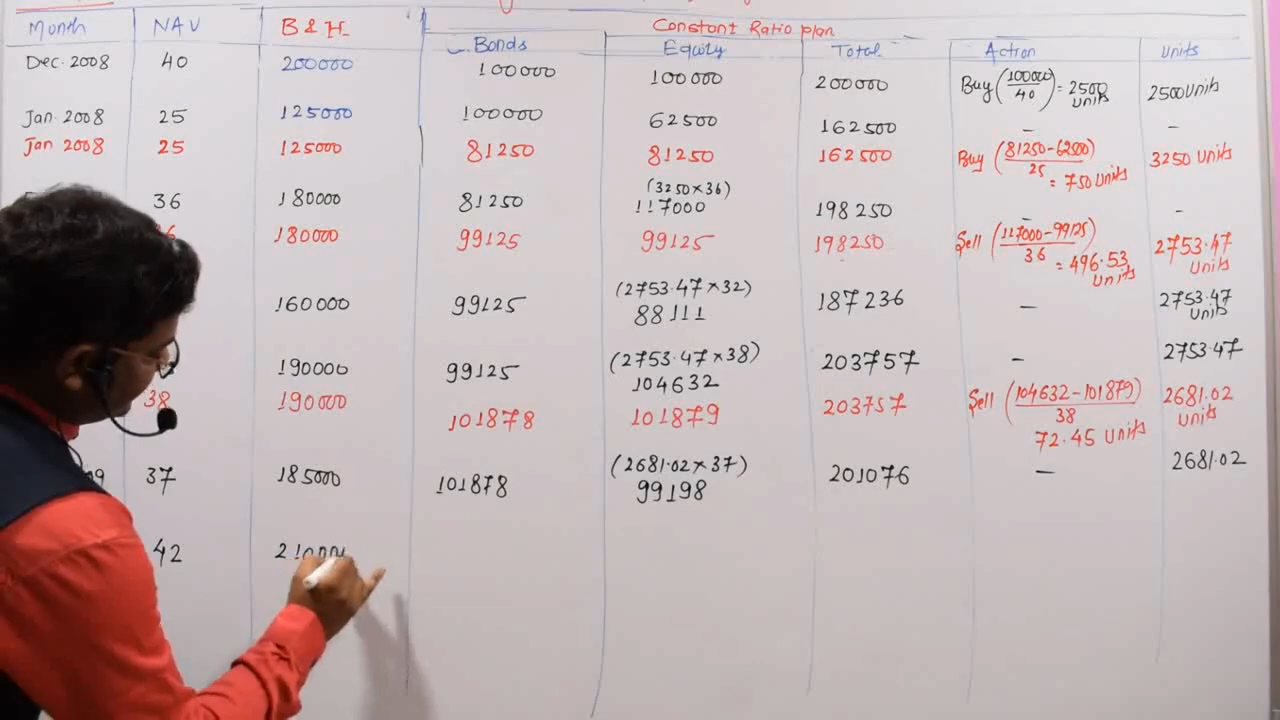 Month NAV B & H Constant Ratio plan
Bonds Equity Total Action Units
Dec. 2008 40 200000 100000 100000 200000 Buy (100000/40) = 2500 Units 2500 Units
Jan. 2008 25 125000 100000 62500 162500 – –
Jan 2008 25 125000 81250 81250 162500 Buy (81250-62500)/25 = 750 Units 3250 Units
36 180000 81250 (3250×36) 117000 198250 – –
180000 99125 99125 198250 Sell (117000-99125)/36 = 496.53 Units 2753.47 Units
160000 99125 (2753.47×32) 88111 187236 – 2753.47 Units
190000 99125 (2753.47×38) 104632 203757 – 2753.47
38 190000 101878 101879 203757 Sell (104632-101879)/38 72.45 Units 2681.02 Units
37 185000 101878 (2681.02×37) 99198 201076 – 2681.02
42